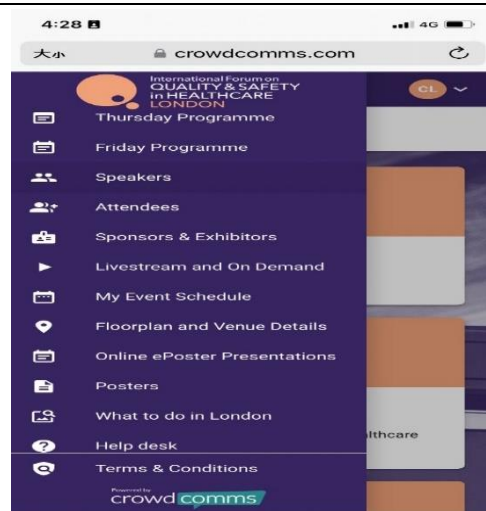 4:28
4G
大小
crowdcomms.com
International Forum on
QUALITY & SAFETY
in HEALTHCARE
LONDON
CL
Thursday Programme
Friday Programme
Speakers
Attendees
Sponsors & Exhibitors
Livestream and On Demand
My Event Schedule
Floorplan and Venue Details
Online ePoster Presentations
Posters
What to do in London
lthcare
Help desk
Terms & Conditions
Powered by
crowdcomms